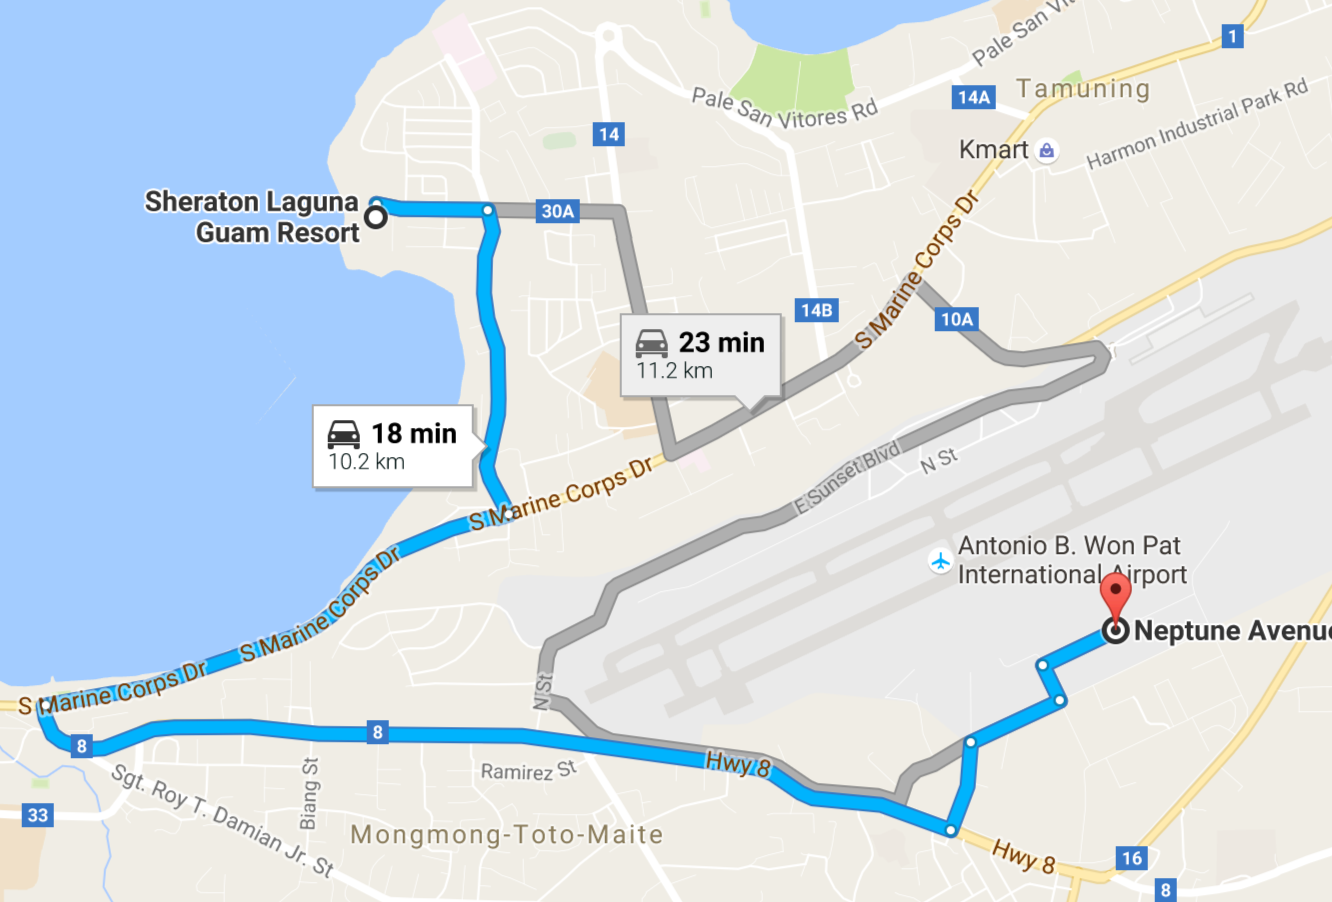 1
Pale San Vi
14A
Tamuning
Pale San Vitores Rd
14
Harmon Industrial Park Rd
Kmart
Sheraton Laguna
Guam Resort
30A
S Marine Corps Dr
14B
10A
23 min
11.2 km
18 min
10.2 km
E Sunset Blvd
N St
S Marine Corps Dr
S Marine Corps Dr
Antonio B. Won Pat
International Airport
Neptune Avenue
N St
S Marine Corps Dr
8
8
Hwy 8
Ramirez St
Biang St
Sgt. Roy T. Damian Jr. St
33
Mongmong-Toto-Maite
Hwy 8
16
8